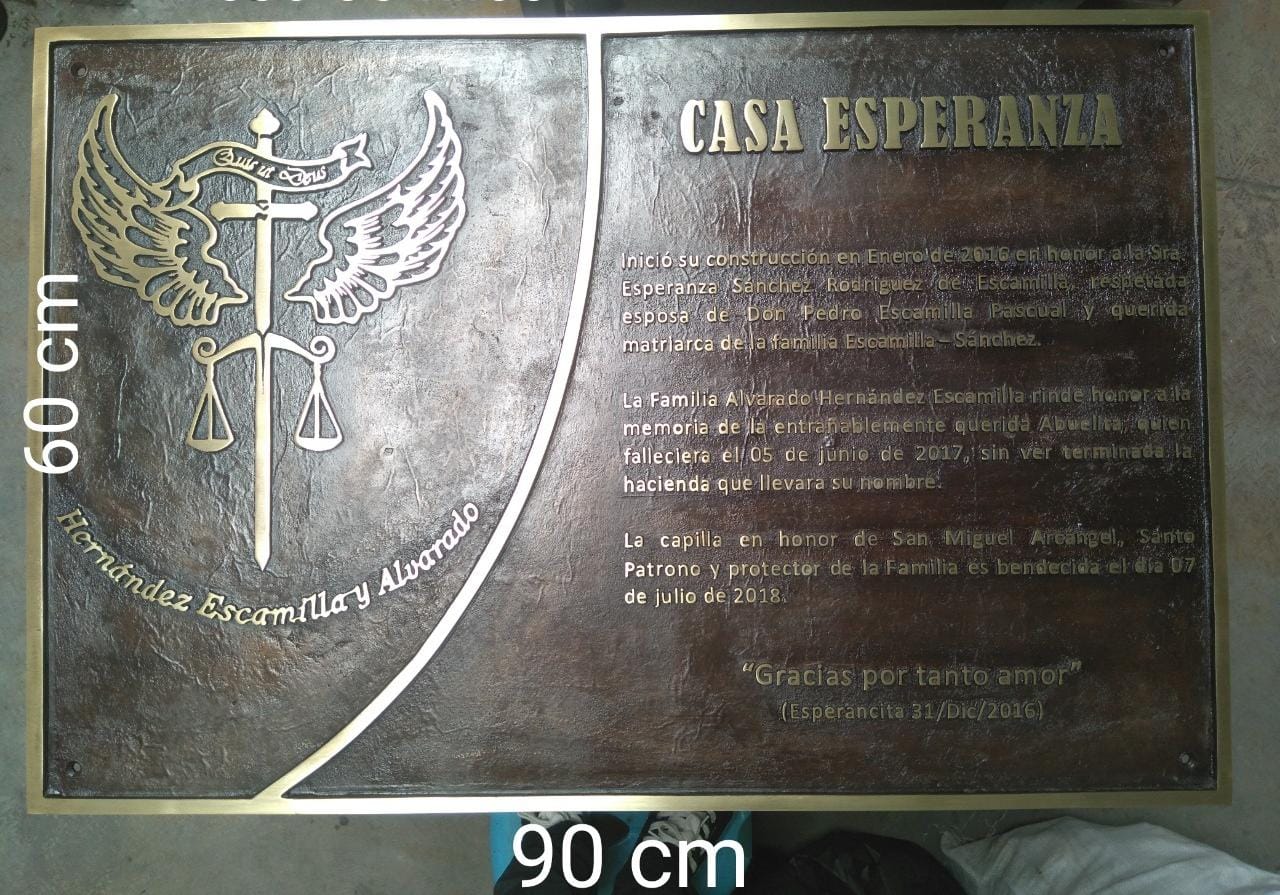 CASA ESPERANZA
Quis ut Deus
Inició su construcción en Enero de 2016 en honor a la Sra.
Esperanza Sánchez Rodríguez de Escamilla, respetada
esposa de Don Pedro Escamilla Pascual y querida
matriarca de la familia Escamilla – Sánchez.
La Familia Alvarado Hernández Escamilla rinde honor a la
memoria de la entrañablemente querida Abuelita, quien
falleciera el 05 de junio de 2017, sin ver terminada la
hacienda que llevara su nombre.
La capilla en honor de San Miguel Arcángel, Santo
Patrono y protector de la Familia es bendecida el día 07
de julio de 2018.
"Gracias por tanto amor"
(Esperancita 31/Dic/2016)
Hernández Escamilla y Alvarado
60 cm
90 cm